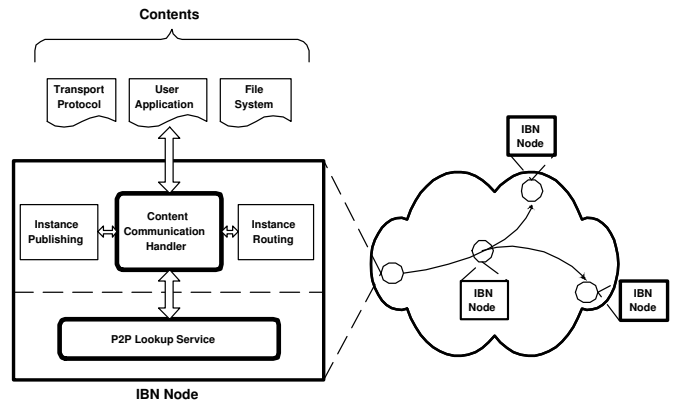 Contents
Transport
Protocol
User
Application
File
System
Instance
Publishing
Content
Communication
Handler
Instance
Routing
P2P Lookup Service
IBN Node
IBN
Node
IBN
Node
IBN
Node